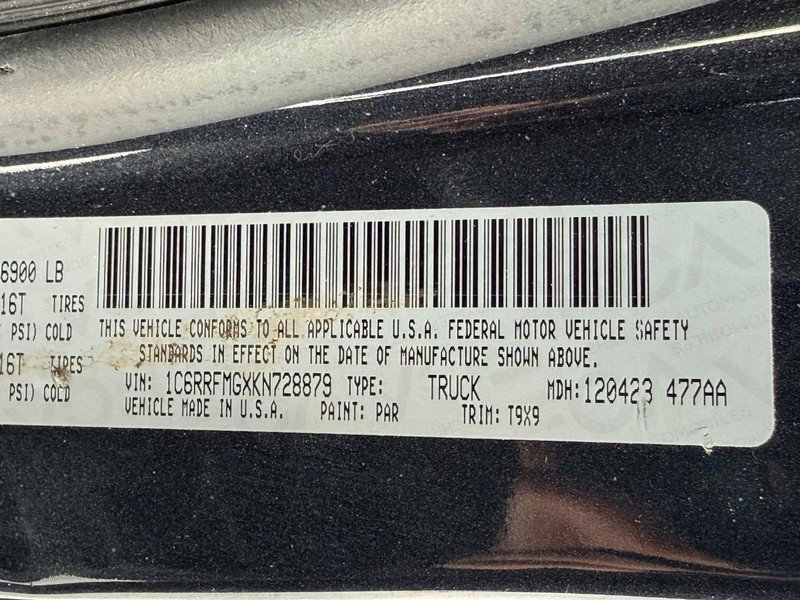 6900 LB
16T TIRES
PSI) COLD
16T TIRES
PSI) COLD
THIS VEHICLE CONFORMS TO ALL APPLICABLE U.S.A. FEDERAL MOTOR VEHICLE SAFETY
STANDARDS IN EFFECT ON THE DATE OF MANUFACTURE SHOWN ABOVE.
VIN: 1C6RRFMGXKN728879 TYPE: TRUCK MDH: 120423 477AA
VEHICLE MADE IN U.S.A. PAINT: PAR TRIM: T9X9